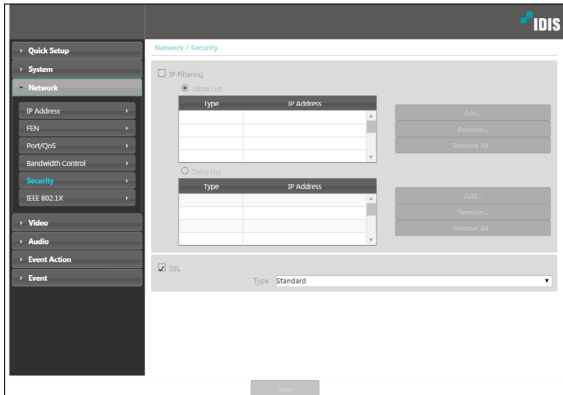 IDIS
Quick Setup
System
Network
IP Address
FEN
Port/QoS
Bandwidth Control
Security
IEEE 802.1X
Video
Audio
Event Action
Event
Network / Security
IP Filtering
Allow List
Type IP Address
Add...
Remove...
Remove All...
Deny List
Type IP Address
Add...
Remove...
Remove All...
SSL
Type Standard
Save